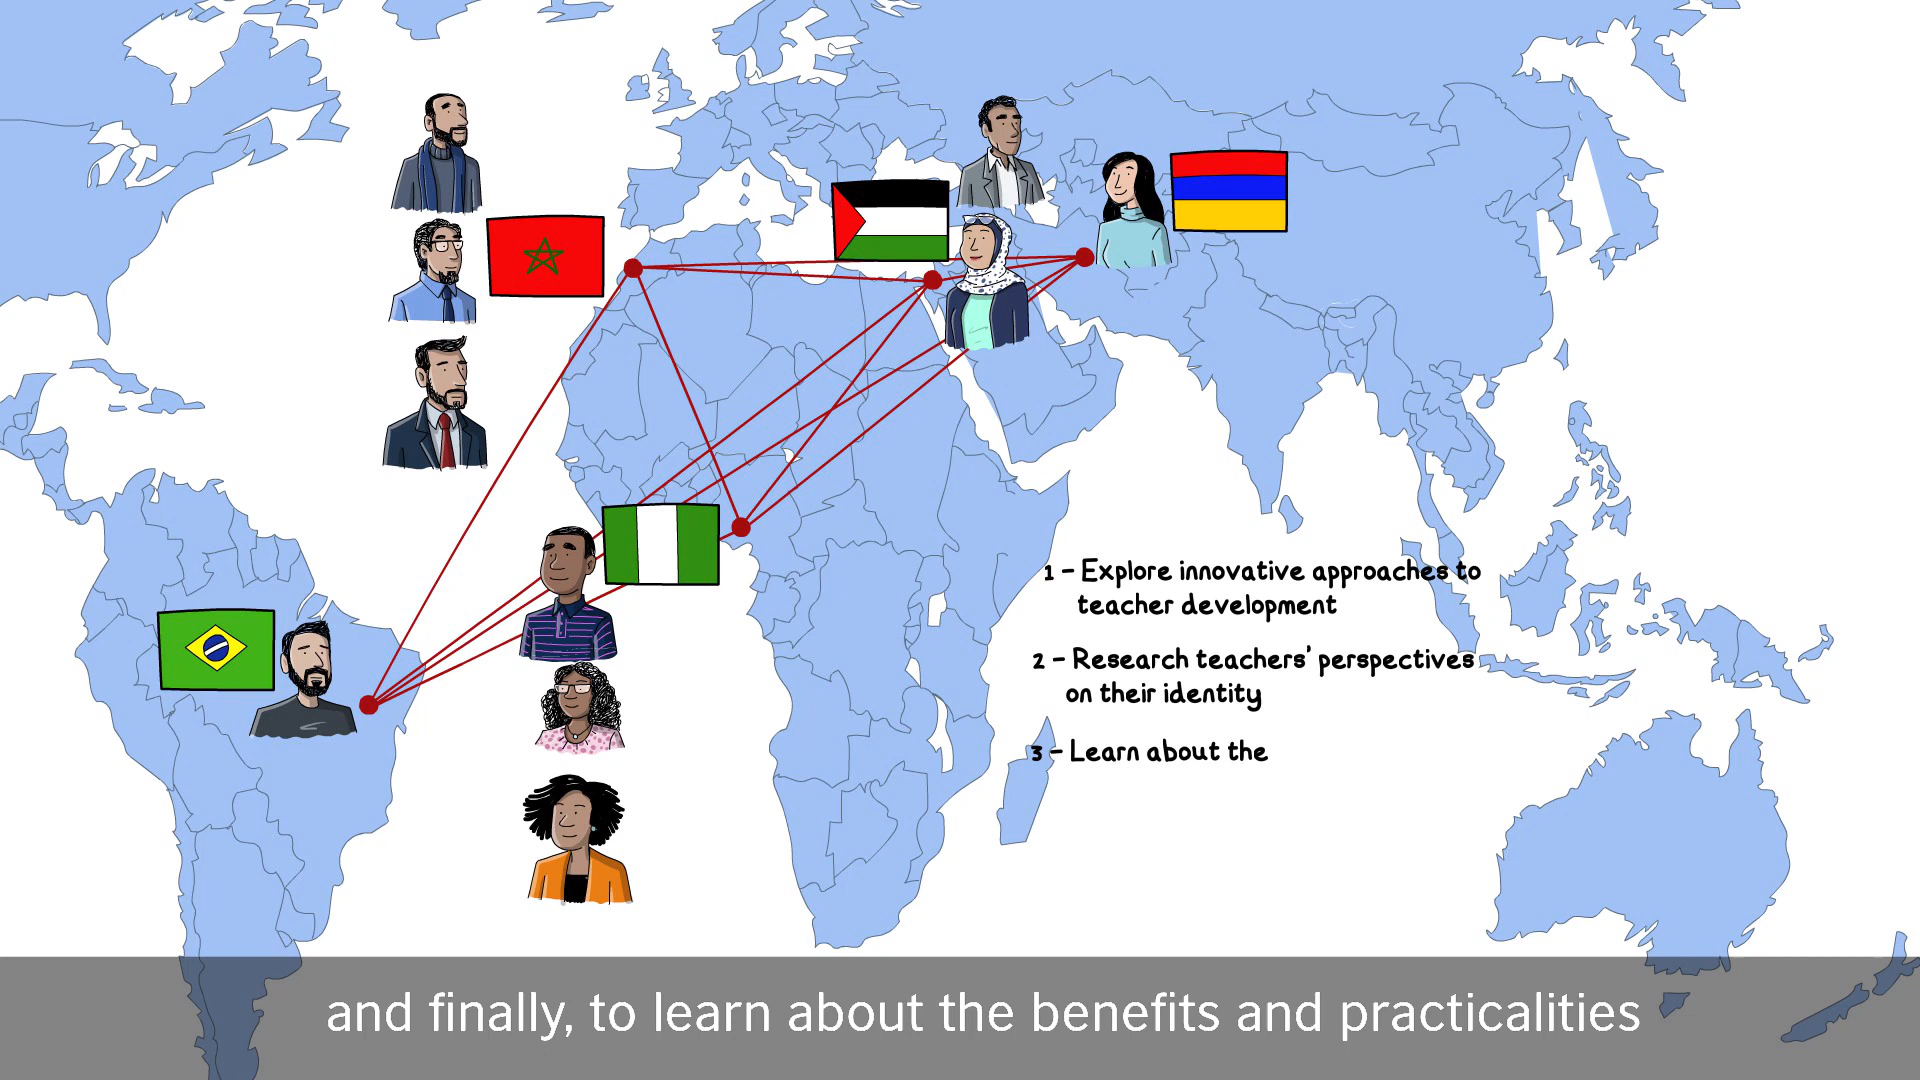 1 - Explore innovative approaches to
teacher development
2 - Research teachers' perspectives
on their identity
3 - Learn about the
and finally, to learn about the benefits and practicalities